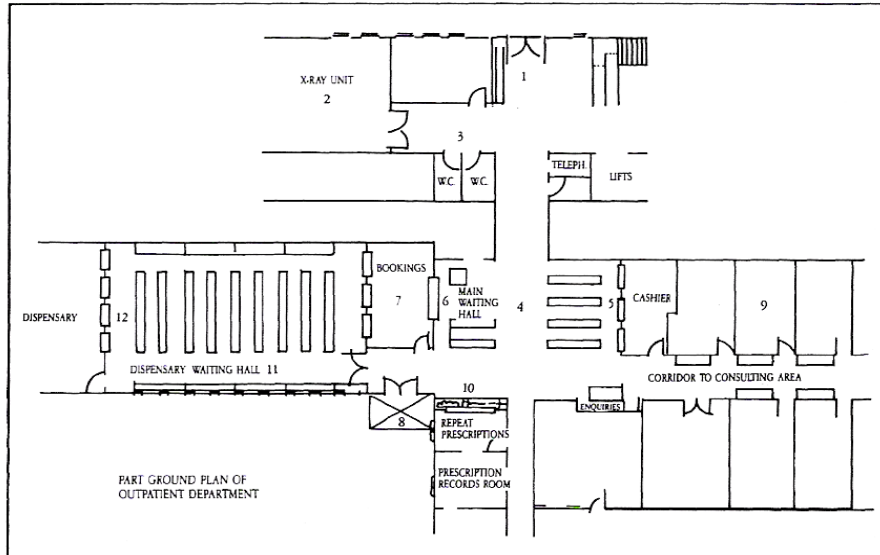 1
X-RAY UNIT
2
3
TELEPH.
W.C.
W.C.
LIFTS
BOOKINGS
7
6
MAIN
WAITING
HALL
4
5
CASHIER
9
DISPENSARY
12
DISPENSARY WAITING HALL 11
10
CORRIDOR TO CONSULTING AREA
8
ENQUIRIES
REPEAT
PRESCRIPTIONS
PRESCRIPTION
RECORDS ROOM
PART GROUND PLAN OF
OUTPATIENT DEPARTMENT